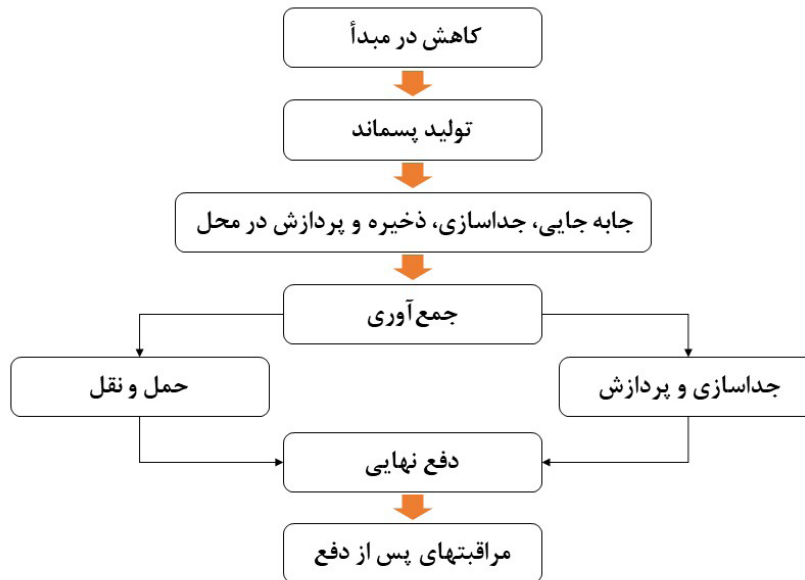 کاهش در مبدأ
تولید پسماند
جابه جایی، جداسازی، ذخیره و پردازش در محل
جمع‌آوری
جداسازی و پردازش
حمل و نقل
دفع نهایی
مراقبتهای پس از دفع